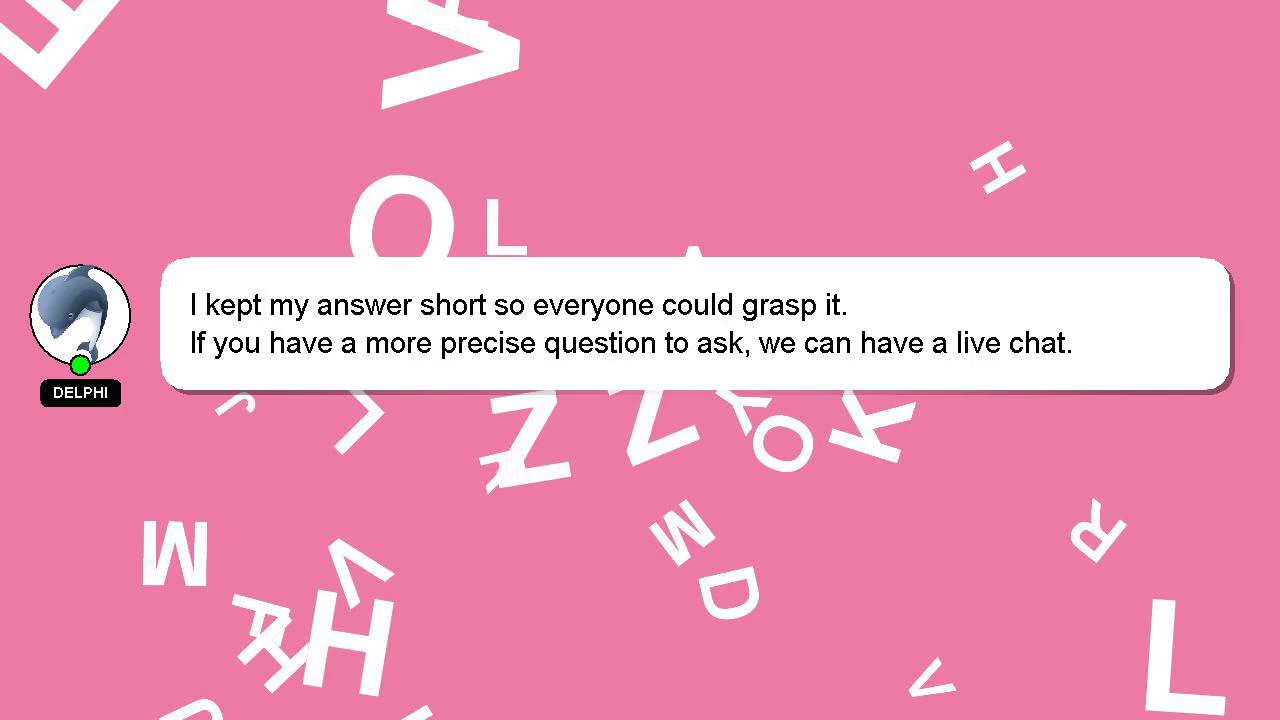 I kept my answer short so everyone could grasp it.
If you have a more precise question to ask, we can have a live chat.
DELPHI